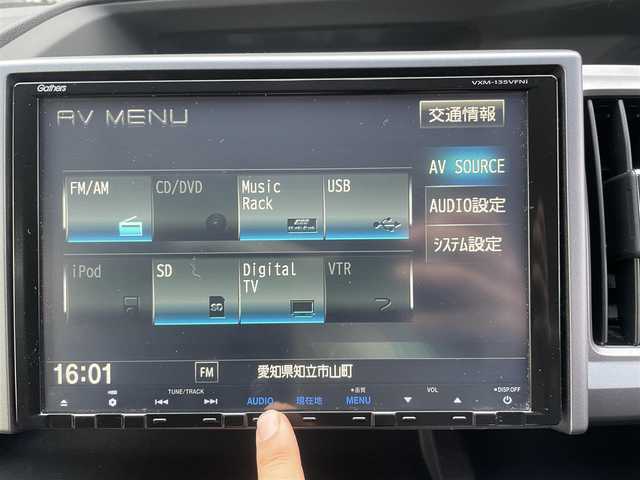 Gathers
VXM-135VFNi
AV MENU
交通情報
FM/AM
CD/DVD
Music Rack
USB
AV SOURCE
AUDIO設定
システム設定
iPod
SD
Digital TV
VTR
SD
16:01
FM
愛知県知立市山町
TUNE/TRACK
AUDIO
現在地
*画質
MENU
VOL
*DISP.OFF